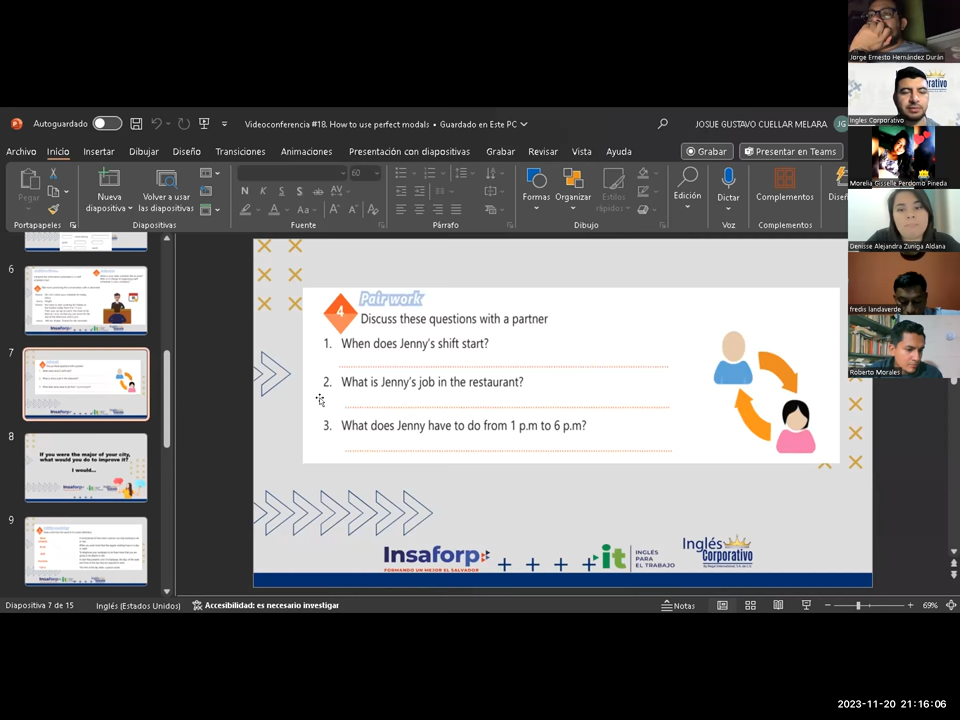 Autoguardado
Videoconferencia #18. How to use perfect modals • Guardado en Este PC
JOSUE GUSTAVO CUELLAR MELARA
JG
Archivo Inicio Insertar Dibujar Diseño Transiciones Animaciones Presentación con diapositivas Grabar Revisar Vista Ayuda
Grabar
Presentar en Teams
Pegar
Nueva diapositiva
Volver a usar las diapositivas
60
N K S S AV
Aa A A
Formas
Organizar
Estilos rápidos
Edición
Dictar
Complementos
Portapapeles
Diapositivas
Fuente
Párrafo
Dibujo
Voz
Complementos
6
7
8
If you were the major of your city,
what would you do to improve it?
I would...
9
4
Pair work
Discuss these questions with a partner
1. When does Jenny's shift start?
2. What is Jenny's job in the restaurant?
3. What does Jenny have to do from 1 p.m to 6 p.m?
Insaforp
FORMANDO UN MEJOR EL SALVADOR
it
INGLÉS
PARA
EL TRABAJO
Inglés
Corporativo
Diapositiva 7 de 15
Inglés (Estados Unidos)
Accesibilidad: es necesario investigar
Notas
69%
Jorge Ernesto Hernández Durán
Ingles Corporativo
Morelia Gisselle Perdomo Pineda
Denisse Alejandra Zuniga Aldana
fredis landaverde
Roberto Morales
2023-11-20 21:16:06